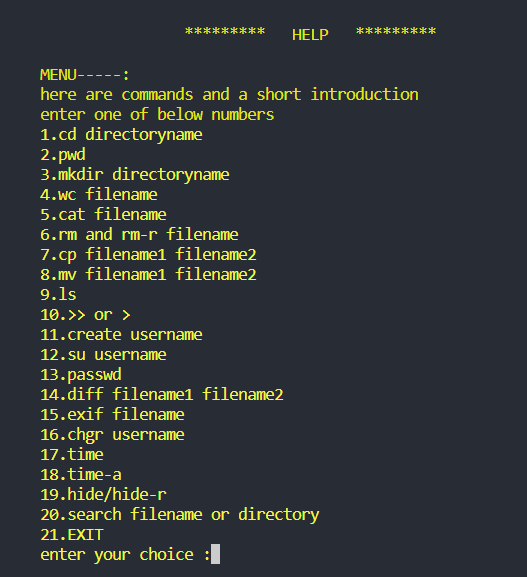 ********* HELP *********
MENU-----:
here are commands and a short introduction
enter one of below numbers
1.cd directoryname
2.pwd
3.mkdir directoryname
4.wc filename
5.cat filename
6.rm and rm-r filename
7.cp filename1 filename2
8.mv filename1 filename2
9.ls
10.>> or >
11.create username
12.su username
13.passwd
14.diff filename1 filename2
15.exif filename
16.chgr username
17.time
18.time-a
19.hide/hide-r
20.search filename or directory
21.EXIT
enter your choice :